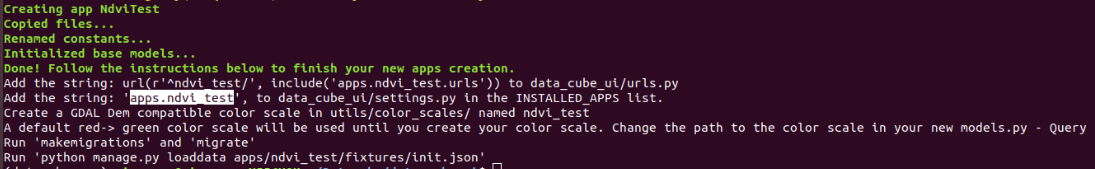 Creating app NdviTest
Copied files...
Renamed constants...
Initialized base models...
Done! Follow the instructions below to finish your new apps creation.
Add the string: url(r'^ndvi_test/', include('apps.ndvi_test.urls')) to data_cube_ui/urls.py
Add the string: 'apps.ndvi_test', to data_cube_ui/settings.py in the INSTALLED_APPS list.
Create a GDAL Dem compatible color scale in utils/color_scales/ named ndvi_test
A default red-> green color scale will be used until you create your color scale. Change the path to the color scale in your new models.py - Query
Run 'makemigrations' and 'migrate'
Run 'python manage.py loaddata apps/ndvi_test/fixtures/init.json'